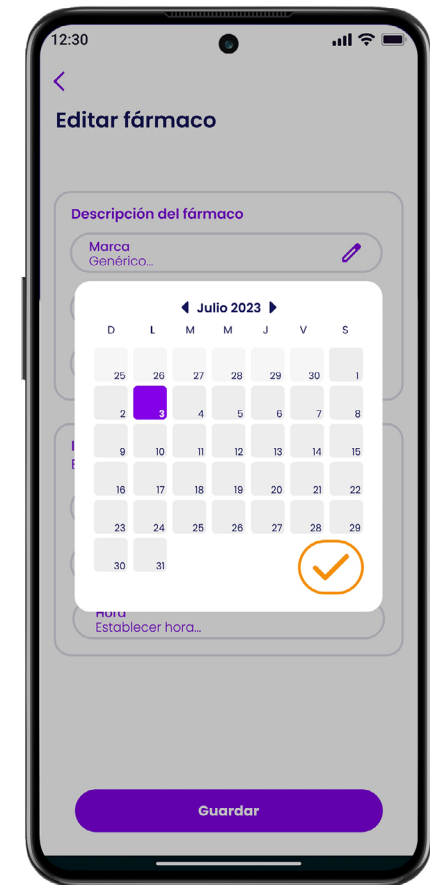 12:30
Editar fármaco
Descripción del fármaco
Marca
Genérico...
Julio 2023
D L M M J V S
25 26 27 28 29 30 1
2 3 4 5 6 7 8
9 10 11 12 13 14 15
16 17 18 19 20 21 22
23 24 25 26 27 28 29
30 31
Hora
Establecer hora...
Guardar